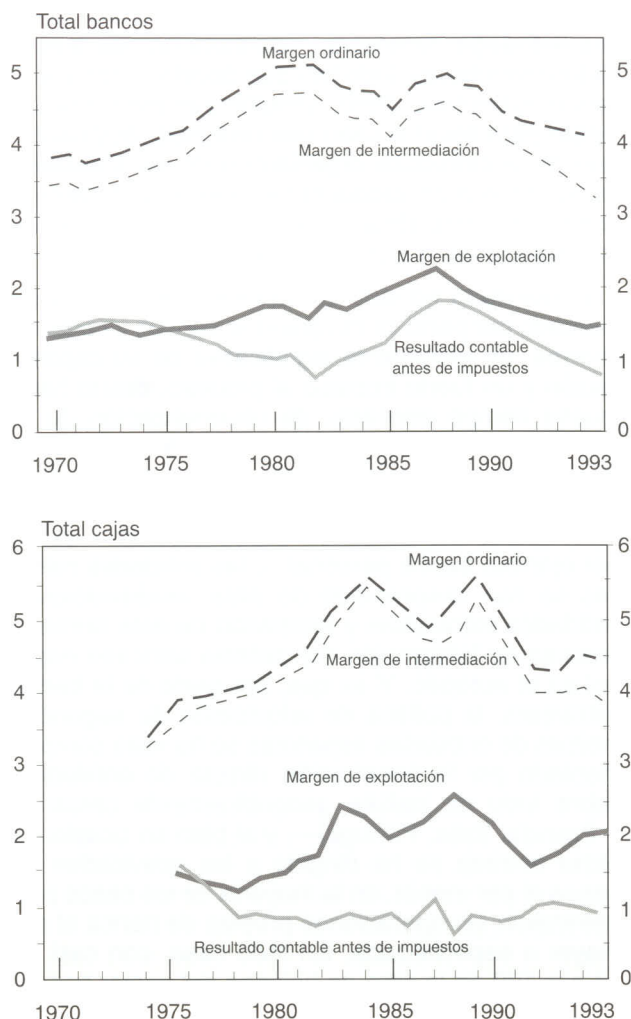 Total bancos
Margen ordinario
5 5
Margen de intermediación
4 4
3 3
Margen de explotación
2 2
Resultado contable
antes de impuestos
1 1
0 0
1970 1975 1980 1985 1990 1993
Total cajas
6 6
Margen ordinario
5 5
Margen de intermediación
4 4
3 3
Margen de explotación
2 2
1 1
Resultado contable antes de impuestos
0 0
1970 1975 1980 1985 1990 1993